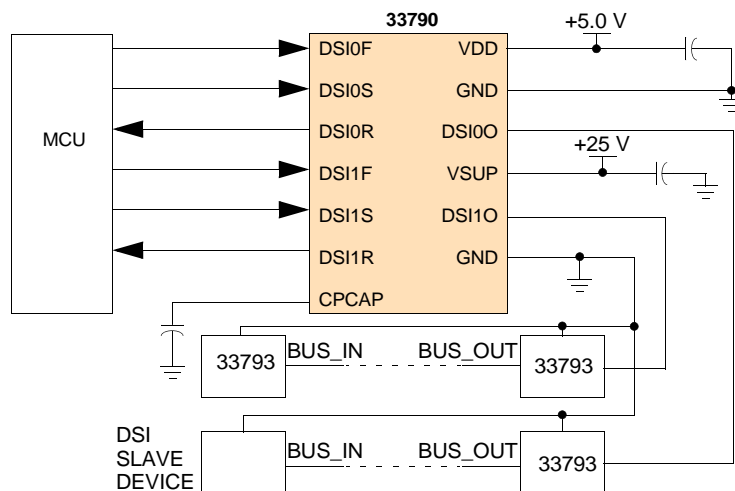 33790
+5.0 V
DSI0F
VDD
DSI0S
GND
MCU
DSI0R
DSI0O
+25 V
DSI1F
VSUP
DSI1S
DSI1O
DSI1R
GND
CPCAP
33793
BUS_IN
BUS_OUT
33793
DSI
SLAVE
DEVICE
BUS_IN
BUS_OUT
33793